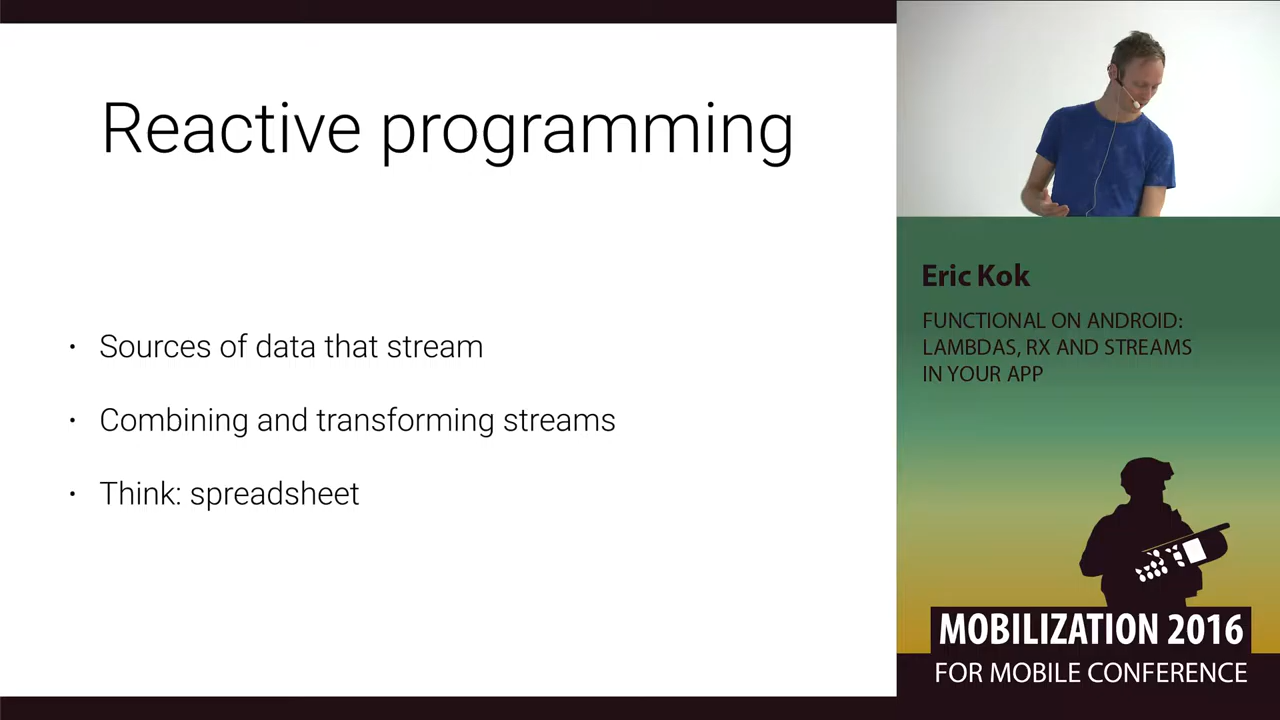 Reactive programming
• Sources of data that stream
• Combining and transforming streams
• Think: spreadsheet
Eric Kok
FUNCTIONAL ON ANDROID:
LAMBDAS, RX AND STREAMS
IN YOUR APP
MOBILIZATION 2016
FOR MOBILE CONFERENCE